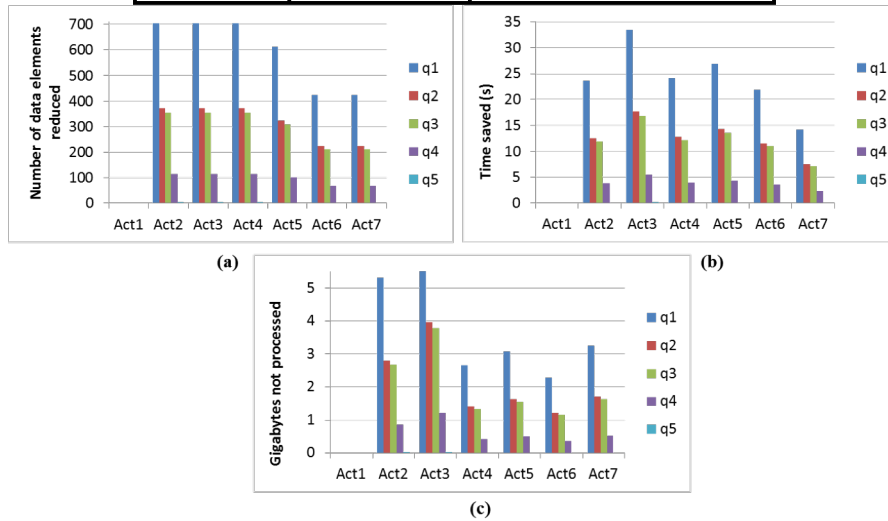 700
600
500
400
300
200
100
0
Number of data elements
reduced
Act1 Act2 Act3 Act4 Act5 Act6 Act7
q1
q2
q3
q4
q5
(a)
35
30
25
20
15
10
5
0
Time saved (s)
Act1 Act2 Act3 Act4 Act5 Act6 Act7
q1
q2
q3
q4
q5
(b)
5
4
3
2
1
0
Gigabytes not processed
Act1 Act2 Act3 Act4 Act5 Act6 Act7
q1
q2
q3
q4
q5
(c)